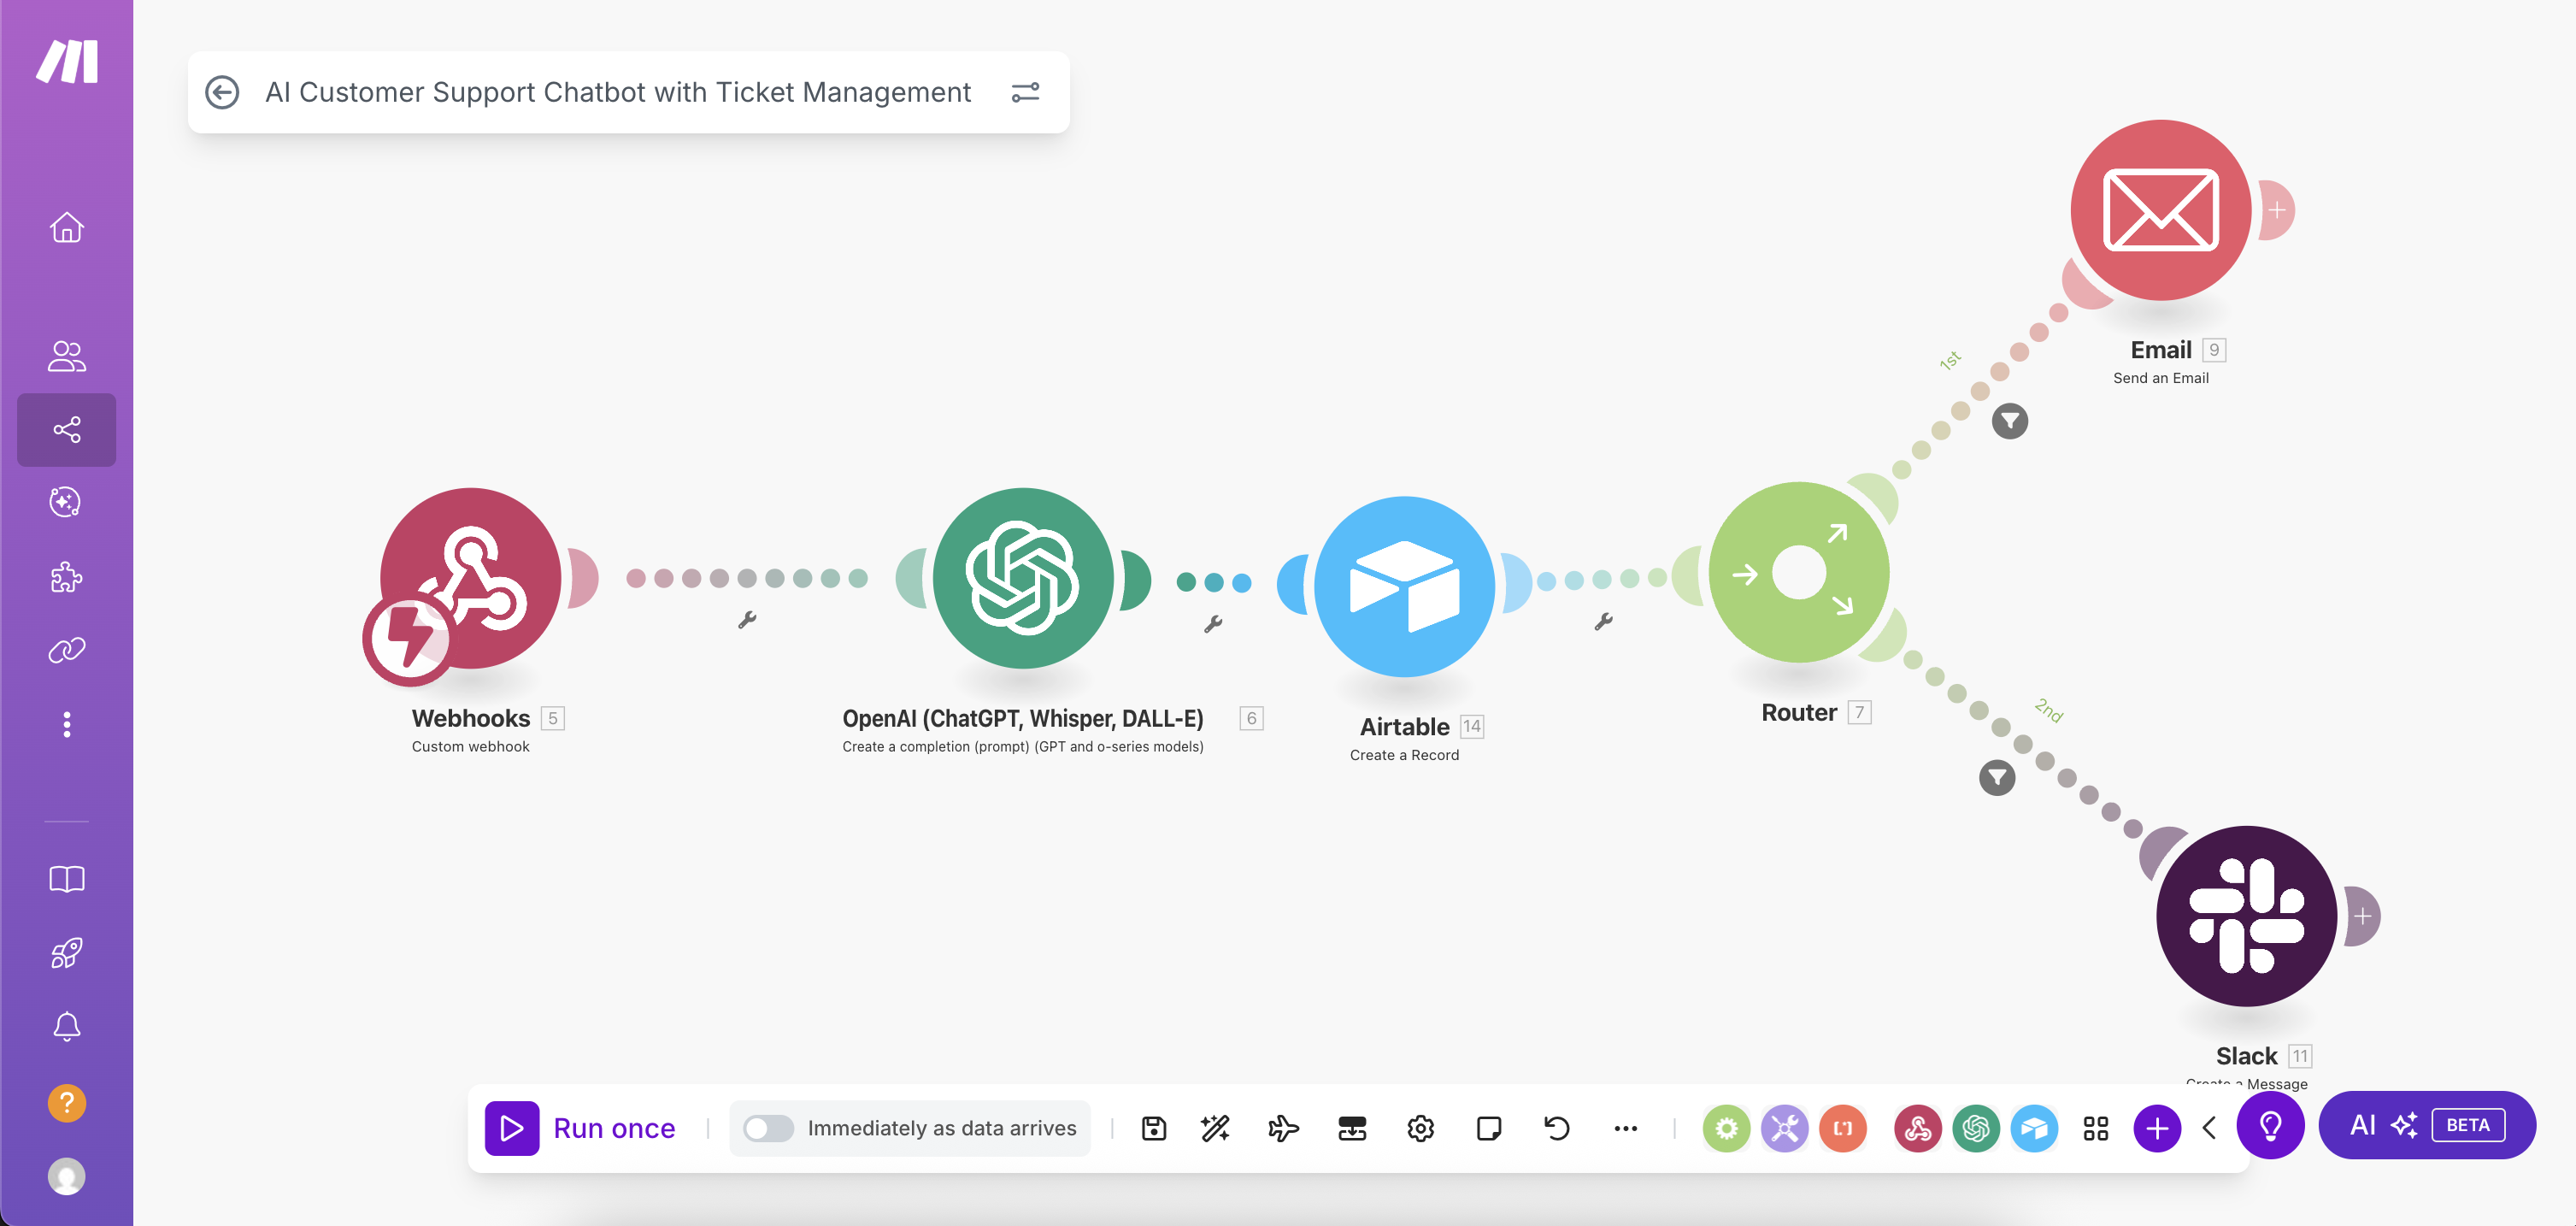 AI Customer Support Chatbot with Ticket Management
Email 9
Send an Email
1st
Webhooks 5
Custom webhook
OpenAI (ChatGPT, Whisper, DALL-E) 6
Create a completion (prompt) (GPT and o-series models)
Airtable 14
Create a Record
Router 7
2nd
Slack 11
Create a Message
?
Run once
Immediately as data arrives
AI BETA